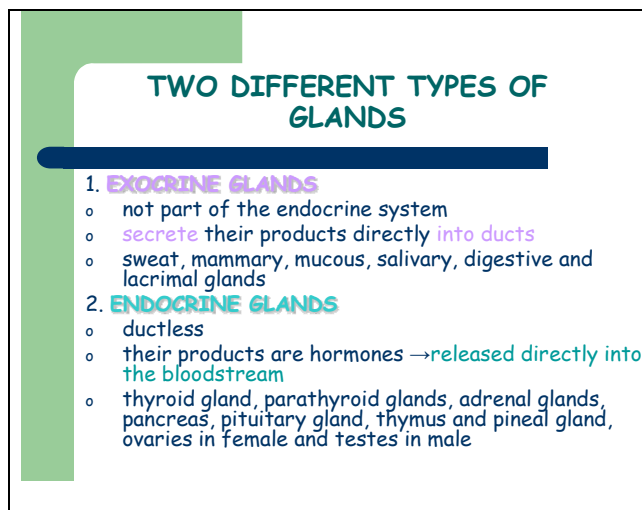 TWO DIFFERENT TYPES OF
GLANDS
1. EXOCRINE GLANDS
o not part of the endocrine system
o secrete their products directly into ducts
o sweat, mammary, mucous, salivary, digestive and
lacrimal glands
2. ENDOCRINE GLANDS
o ductless
o their products are hormones →released directly into
the bloodstream
o thyroid gland, parathyroid glands, adrenal glands,
pancreas, pituitary gland, thymus and pineal gland,
ovaries in female and testes in male